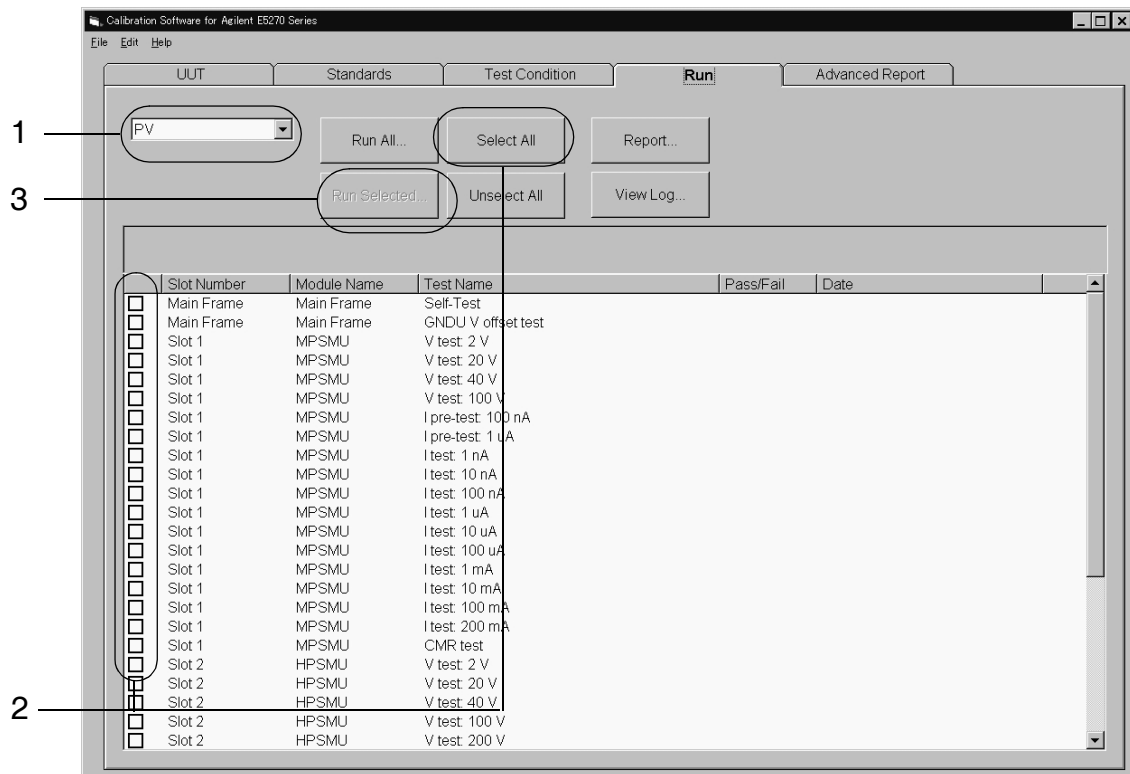 Calibration Software for Agilent E5270 Series
File Edit Help
UUT Standards Test Condition Run Advanced Report
1 PV Run All... Select All Report...
3 Run Selected... Unselect All View Log...
Slot Number Module Name Test Name Pass/Fail Date
Main Frame Main Frame Self-Test
Main Frame Main Frame GNDU V offset test
Slot 1 MPSMU V test: 2 V
Slot 1 MPSMU V test: 20 V
Slot 1 MPSMU V test: 40 V
Slot 1 MPSMU V test: 100 V
Slot 1 MPSMU I pre-test: 100 nA
Slot 1 MPSMU I pre-test: 1 uA
Slot 1 MPSMU I test: 1 nA
Slot 1 MPSMU I test: 10 nA
Slot 1 MPSMU I test: 100 nA
Slot 1 MPSMU I test: 1 uA
Slot 1 MPSMU I test: 10 uA
Slot 1 MPSMU I test: 100 uA
Slot 1 MPSMU I test: 1 mA
Slot 1 MPSMU I test: 10 mA
Slot 1 MPSMU I test: 100 mA
Slot 1 MPSMU I test: 200 mA
Slot 1 MPSMU CMR test
Slot 2 HPSMU V test: 2 V
Slot 2 HPSMU V test: 20 V
2 Slot 2 HPSMU V test: 40 V
Slot 2 HPSMU V test: 100 V
Slot 2 HPSMU V test: 200 V